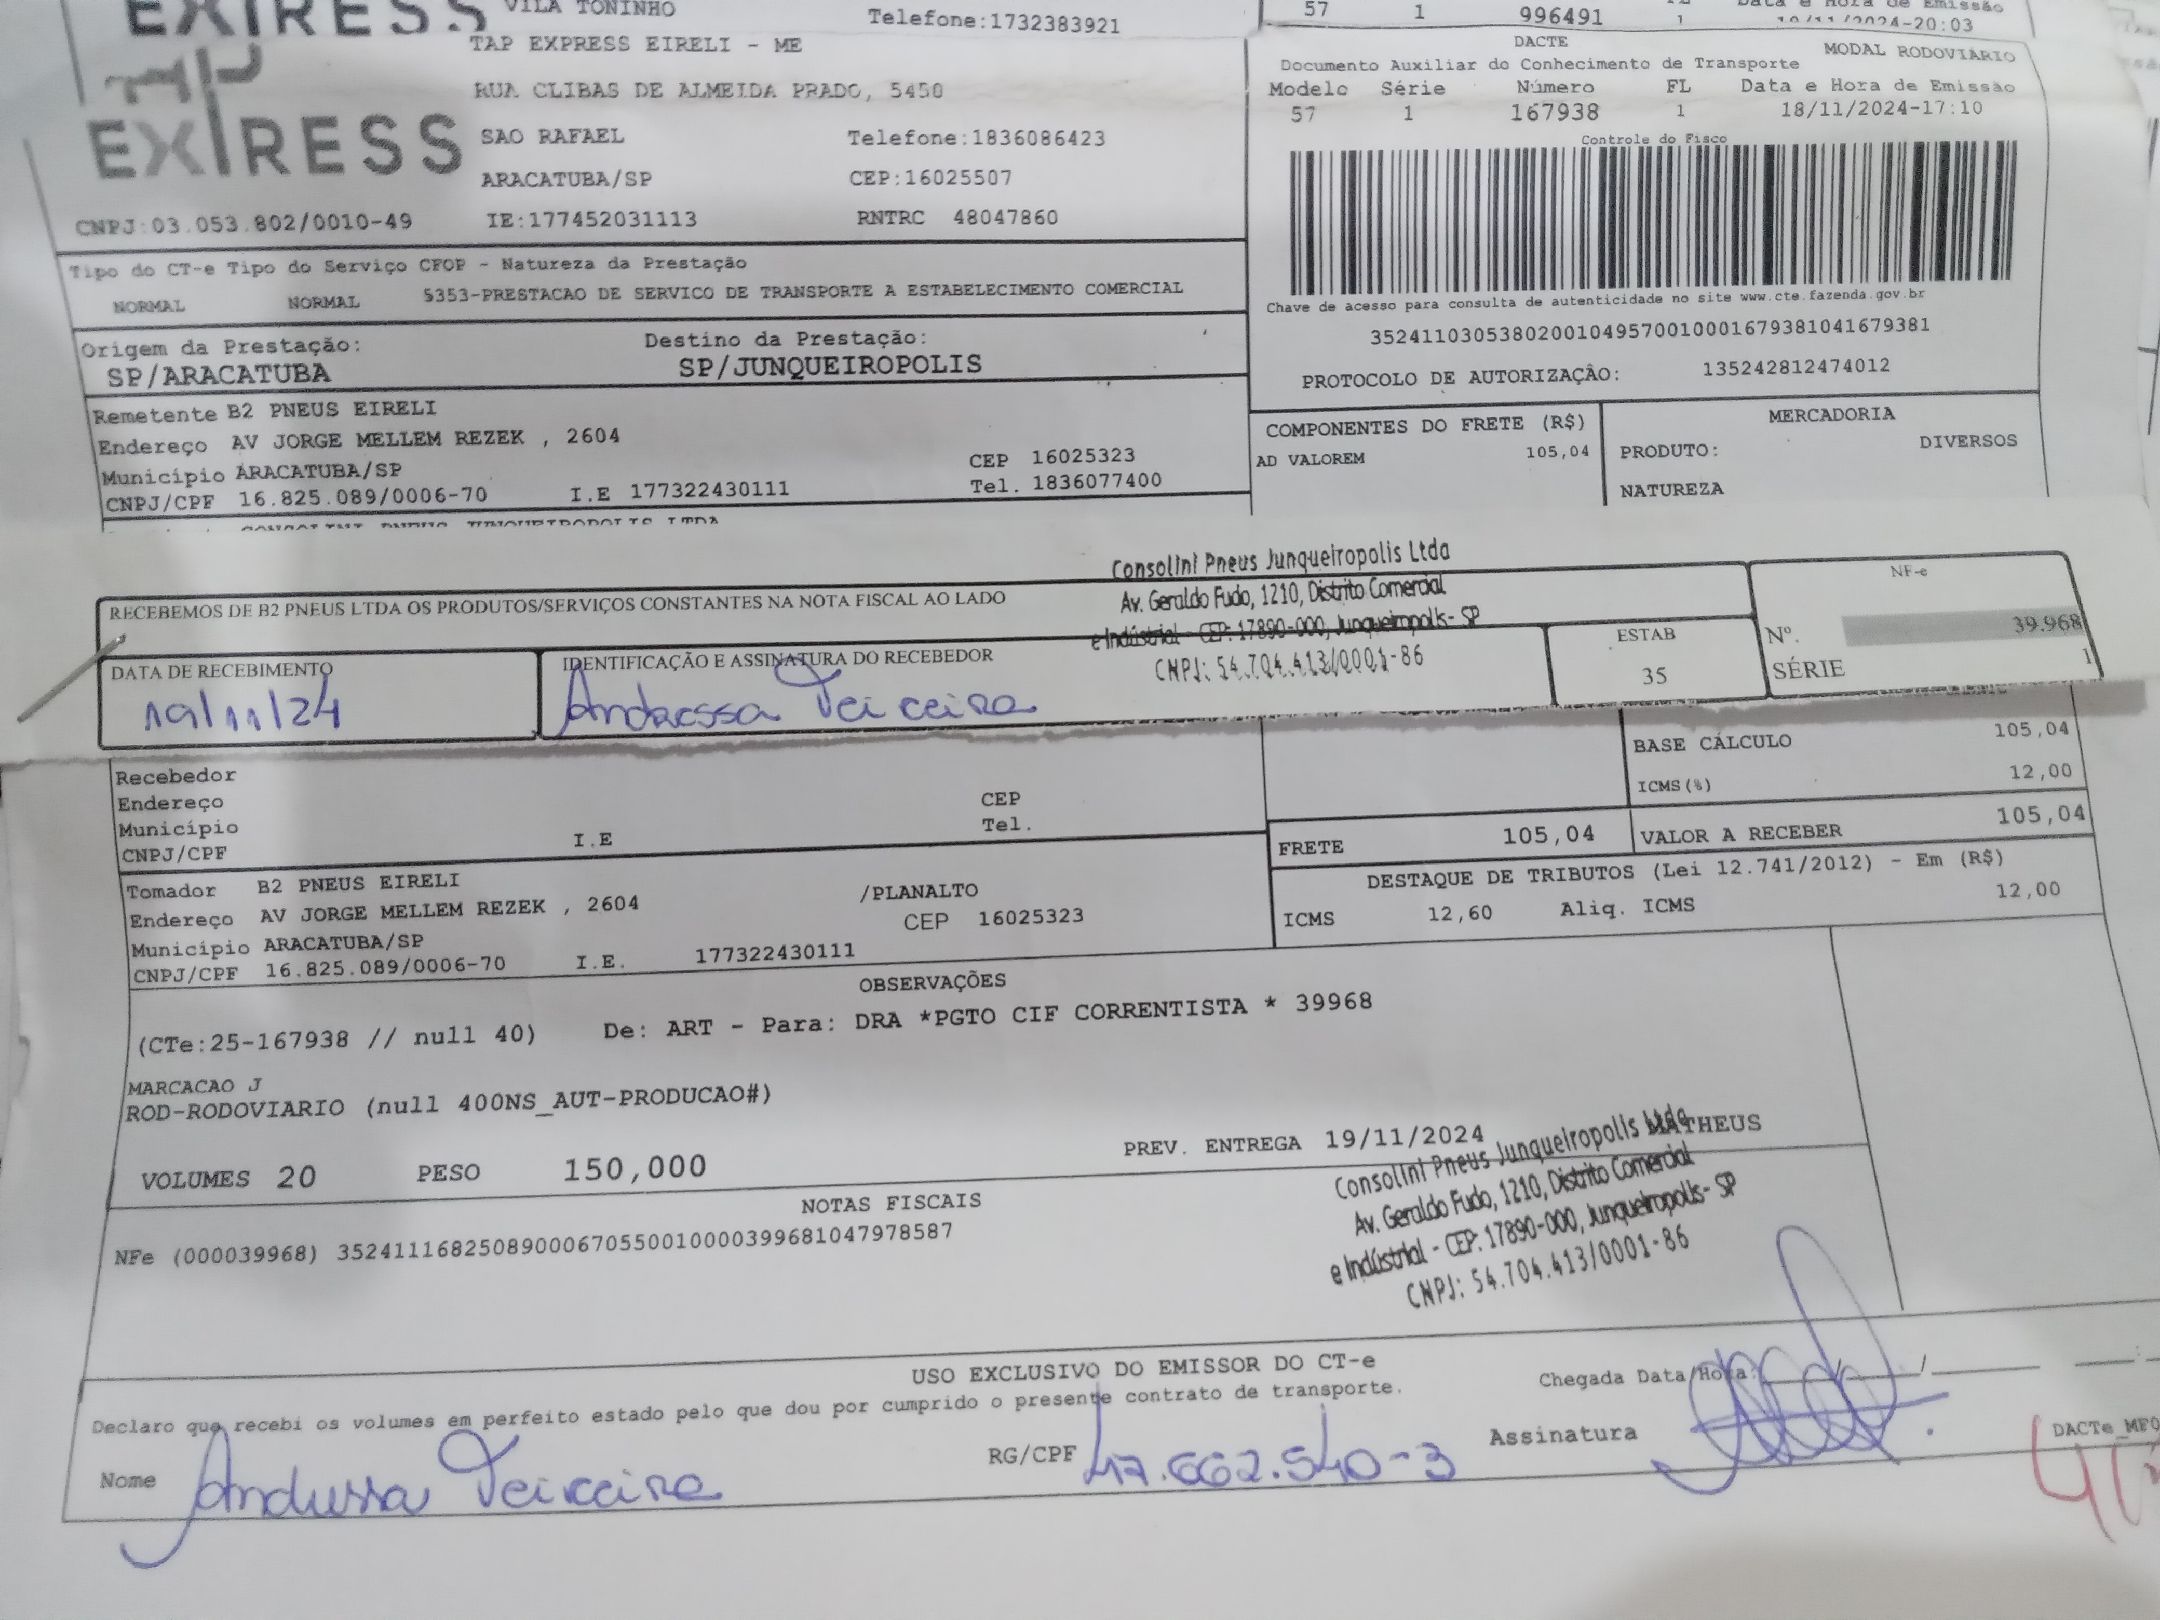 EXPRESS
VILA TONINHO Telefone:1732383921
57 1 996491 1 Data e Hora de Emissão
19/11/2024-20:03
TAP EXPRESS EIRELI - ME
RUA CLIBAS DE ALMEIDA PRADO, 5450
EXPRESS
SAO RAFAEL Telefone:1836086423
ARACATUBA/SP CEP:16025507
CNPJ:03.053.802/0010-49 IE:177452031113 RNTRC 48047860
DACTE MODAL RODOVIÁRIO
Documento Auxiliar do Conhecimento de Transporte
Modelo Série Número FL Data e Hora de Emissão
57 1 167938 1 18/11/2024-17:10
Controle do Fisco
Chave de acesso para consulta de autenticidade no site www.cte.fazenda.gov.br
35241103053802001049570010001679381041679381
PROTOCOLO DE AUTORIZAÇÃO: 135242812474012
Tipo do CT-e Tipo do Serviço CFOP - Natureza da Prestação
NORMAL NORMAL 5353-PRESTACAO DE SERVICO DE TRANSPORTE A ESTABELECIMENTO COMERCIAL
Origem da Prestação: Destino da Prestação:
SP/ARACATUBA SP/JUNQUEIROPOLIS
Remetente B2 PNEUS EIRELI
Endereço AV JORGE MELLEM REZEK , 2604
Município ARACATUBA/SP CEP 16025323
CNPJ/CPF 16.825.089/0006-70 I.E 177322430111 Tel. 1836077400
CONSOLINI PNEUS JUNQUEIROPOLIS LTDA
COMPONENTES DO FRETE (R$) MERCADORIA
AD VALOREM 105,04 PRODUTO: DIVERSOS
NATUREZA
Consolini Pneus Junqueiropolis Ltda
Av. Geraldo Fudo, 1210, Distrito Comercial
e Indústrial - CEP: 17890-000, Junqueiropolis- SP
CNPJ: 54.704.413/0001-86
RECEBEMOS DE B2 PNEUS LTDA OS PRODUTOS/SERVIÇOS CONSTANTES NA NOTA FISCAL AO LADO
NF-e
Nº. 39.968
SÉRIE 1
ESTAB
35
DATA DE RECEBIMENTO IDENTIFICAÇÃO E ASSINATURA DO RECEBEDOR
19/11/24 Andressa Teixeira
BASE CÁLCULO 105,04
ICMS(%) 12,00
Recebedor
Endereço CEP
Município Tel.
CNPJ/CPF I.E
FRETE 105,04 VALOR A RECEBER 105,04
DESTAQUE DE TRIBUTOS (Lei 12.741/2012) - Em (R$)
ICMS 12,60 Aliq. ICMS 12,00
Tomador B2 PNEUS EIRELI
Endereço AV JORGE MELLEM REZEK , 2604 /PLANALTO
Município ARACATUBA/SP CEP 16025323
CNPJ/CPF 16.825.089/0006-70 I.E. 177322430111
OBSERVAÇÕES
(CTe:25-167938 // null 40) De: ART - Para: DRA *PGTO CIF CORRENTISTA * 39968
MARCACAO J
ROD-RODOVIARIO (null 400NS_AUT-PRODUCAO#)
VOLUMES 20 PESO 150,000 PREV. ENTREGA 19/11/2024 MATHEUS
NOTAS FISCAIS
NFe (000039968) 35241116825089000670550010000399681047978587
Consolini Pneus Junqueiropolis Ltda
Av. Geraldo Fudo, 1210, Distrito Comercial
e Indústrial - CEP: 17890-000, Junqueiropolis- SP
CNPJ: 54.704.413/0001-86
USO EXCLUSIVO DO EMISSOR DO CT-e
Declaro que recebi os volumes em perfeito estado pelo que dou por cumprido o presente contrato de transporte.
Chegada Data/Hora: / /
Nome Andressa Teixeira RG/CPF 47.662.540-3 Assinatura
DACTe_MF0